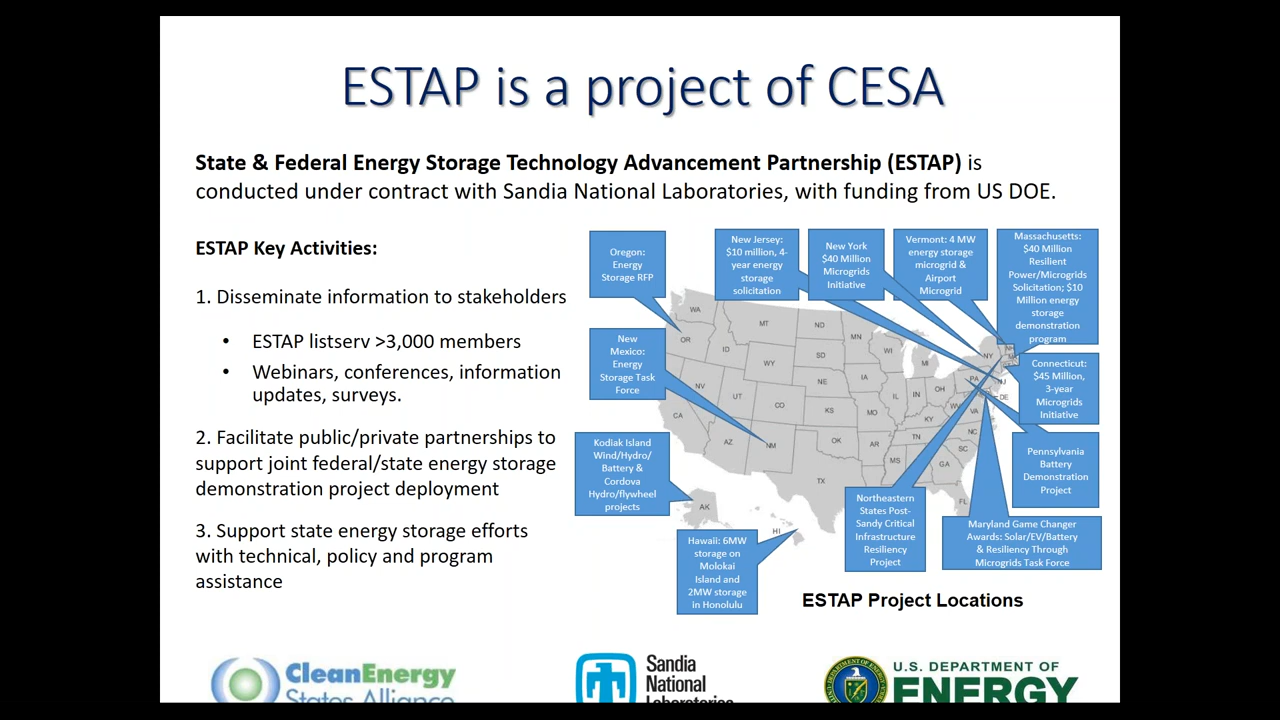 ESTAP is a project of CESA
State & Federal Energy Storage Technology Advancement Partnership (ESTAP) is
conducted under contract with Sandia National Laboratories, with funding from US DOE.
ESTAP Key Activities:
1. Disseminate information to stakeholders
• ESTAP listserv >3,000 members
• Webinars, conferences, information
updates, surveys.
2. Facilitate public/private partnerships to
support joint federal/state energy storage
demonstration project deployment
3. Support state energy storage efforts
with technical, policy and program
assistance
Oregon:
Energy
Storage RFP
New Jersey:
$10 million, 4-
year energy
storage
solicitation
New York
$40 Million
Microgrids
Initiative
Vermont: 4 MW
energy storage
microgrid &
Airport
Microgrid
Massachusetts:
$40 Million
Resilient
Power/Microgrids
Solicitation; $10
Million energy
storage
demonstration
program
New
Mexico:
Energy
Storage Task
Force
Connecticut:
$45 Million,
3-year
Microgrids
Initiative
Kodiak Island
Wind/Hydro/
Battery &
Cordova
Hydro/flywheel
projects
Pennsylvania
Battery
Demonstration
Project
Northeastern
States Post-
Sandy Critical
Infrastructure
Resiliency
Project
Maryland Game Changer
Awards: Solar/EV/Battery
& Resiliency Through
Microgrids Task Force
Hawaii: 6MW
storage on
Molokai
Island and
2MW storage
in Honolulu
WA
OR
MT
ND
MN
ID
WY
SD
WI
MI
NY
NH
NV
UT
CO
NE
IA
IL
IN
OH
PA
NJ
DE
CA
AZ
NM
KS
MO
KY
WV
VA
OK
AR
TN
NC
SC
TX
MS
GA
FL
AK
HI
ESTAP Project Locations
CleanEnergy
States Alliance
Sandia
National
Laboratories
U.S. DEPARTMENT OF
ENERGY